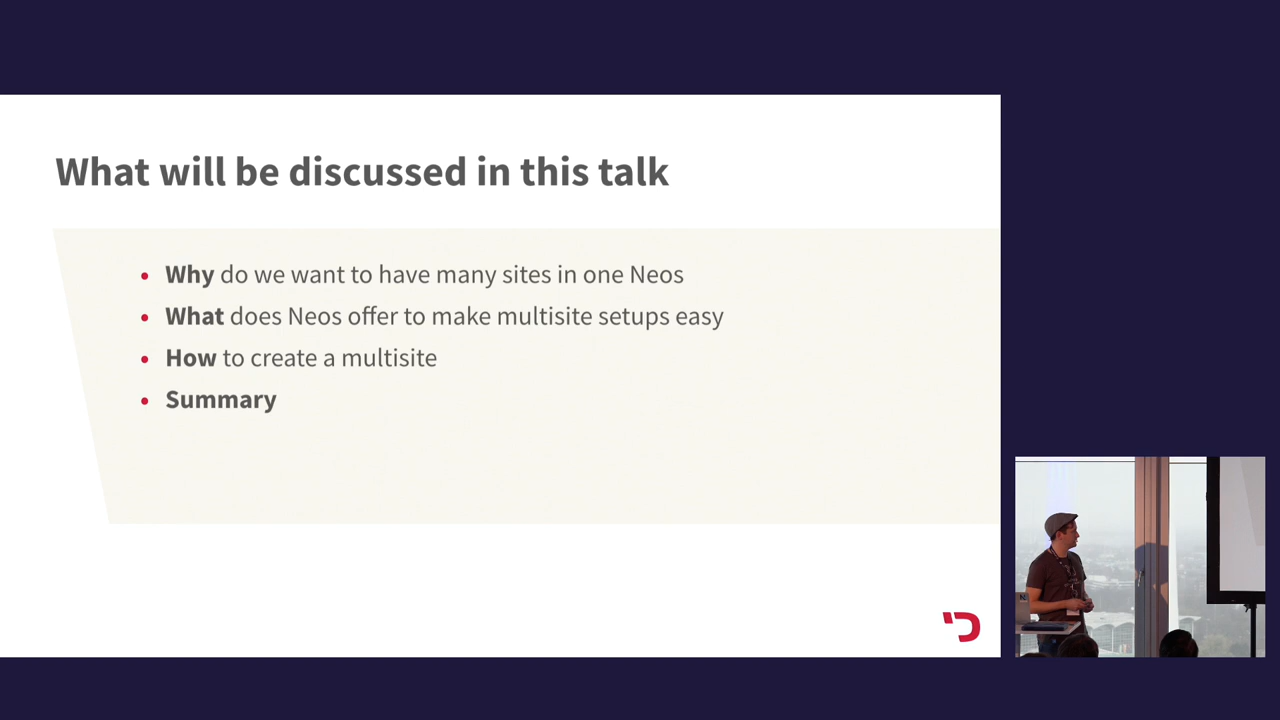 What will be discussed in this talk
• Why do we want to have many sites in one Neos
• What does Neos offer to make multisite setups easy
• How to create a multisite
• Summary